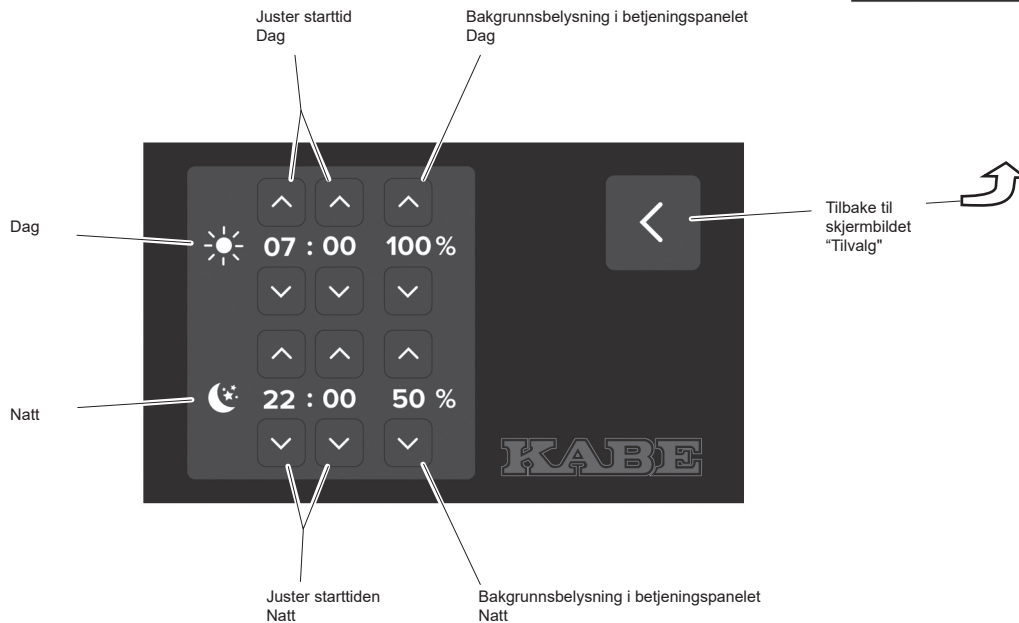 Juster starttid
Dag
Bakgrunnsbelysning i betjeningspanelet
Dag
Dag
07 : 00 100 %
Tilbake til
skjermbildet
“Tilvalg"
Natt
22 : 00 50 %
KABE
Juster starttiden
Natt
Bakgrunnsbelysning i betjeningspanelet
Natt